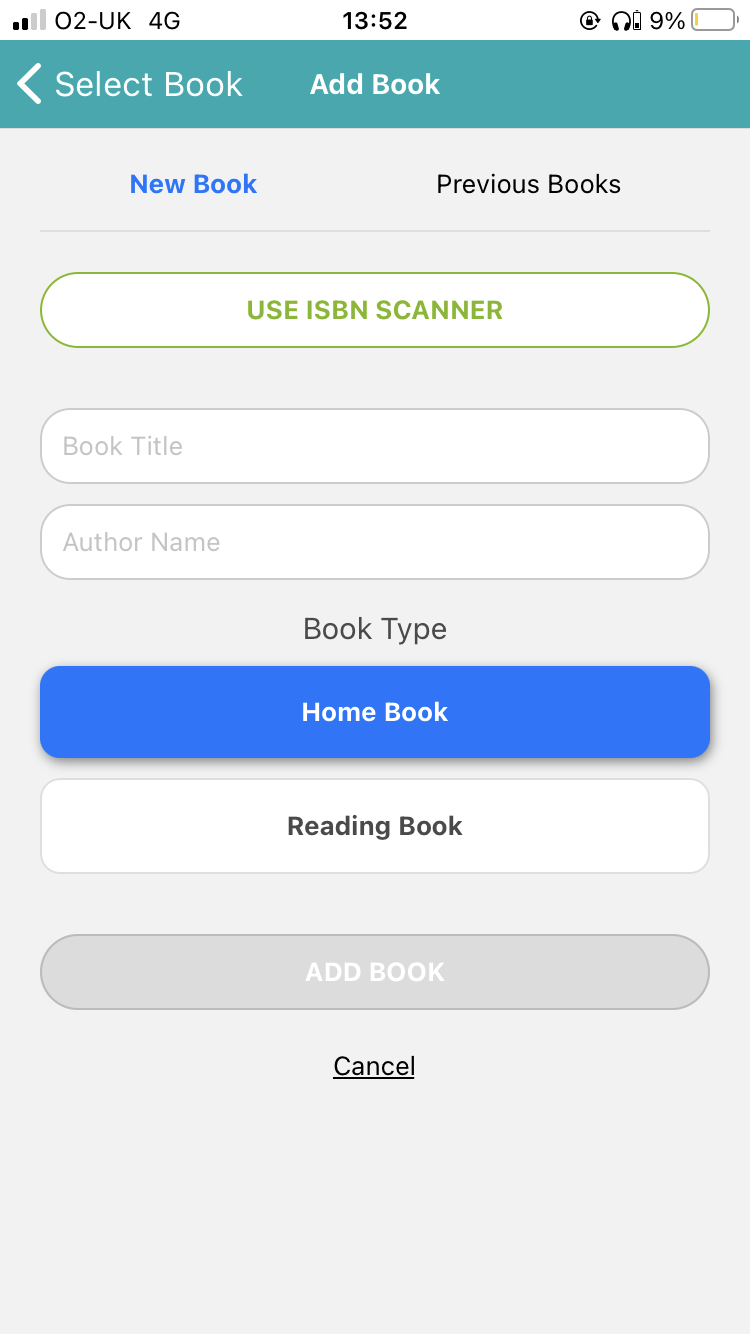 O2-UK 4G 13:52 9%
Select Book Add Book
New Book Previous Books
USE ISBN SCANNER
Book Title
Author Name
Book Type
Home Book
Reading Book
ADD BOOK
Cancel